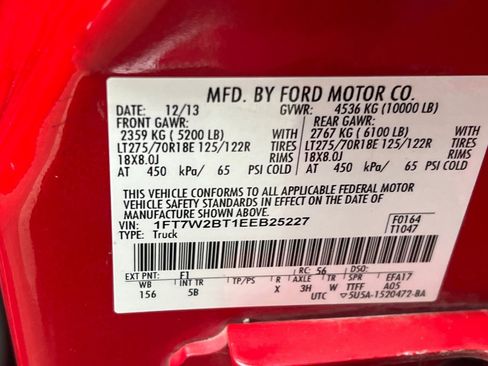 MFD. BY FORD MOTOR CO.
DATE: 12/13 GVWR: 4536 KG (10000 LB)
FRONT GAWR: REAR GAWR:
2359 KG ( 5200 LB) WITH 2767 KG ( 6100 LB) WITH
LT275/70R18E 125/122R TIRES LT275/70R18E 125/122R TIRES
18X8.0J RIMS 18X8.0J RIMS
AT 450 kPa/ 65 PSI COLD AT 450 kPa/ 65 PSI COLD
THIS VEHICLE CONFORMS TO ALL APPLICABLE FEDERAL MOTOR
VEHICLE SAFETY STANDARDS IN EFFECT ON THE DATE OF
MANUFACTURE SHOWN ABOVE.
VIN: 1FT7W2BT1EEB25227 F0164
TYPE: Truck T1047
EXT PNT: F1 RC: 56 DSO:
WB INT TR TP/PS R AXLE TR SPR EFA17
156 5B X 3H W TTFF A05
UTC ▽5U5A-1520472-BA